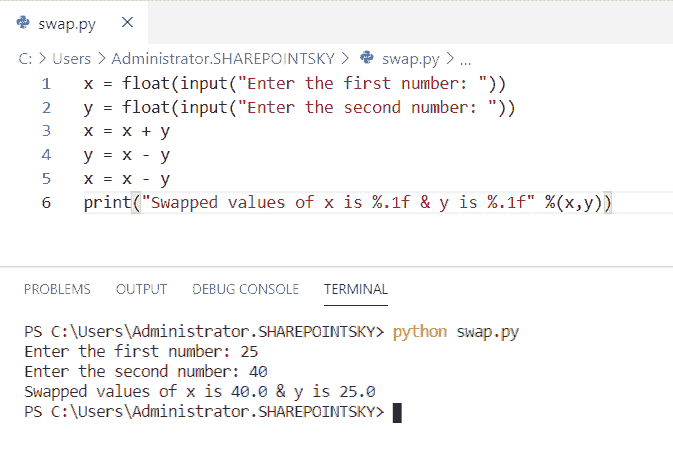 swap.py ×
C: > Users > Administrator.SHAREPOINTSKY > swap.py > ...
1 x = float(input("Enter the first number: "))
2 y = float(input("Enter the second number: "))
3 x = x + y
4 y = x - y
5 x = x - y
6 print("Swapped values of x is %.1f & y is %.1f" %(x,y))
PROBLEMS OUTPUT DEBUG CONSOLE TERMINAL
PS C:\Users\Administrator.SHAREPOINTSKY> python swap.py
Enter the first number: 25
Enter the second number: 40
Swapped values of x is 40.0 & y is 25.0
PS C:\Users\Administrator.SHAREPOINTSKY>